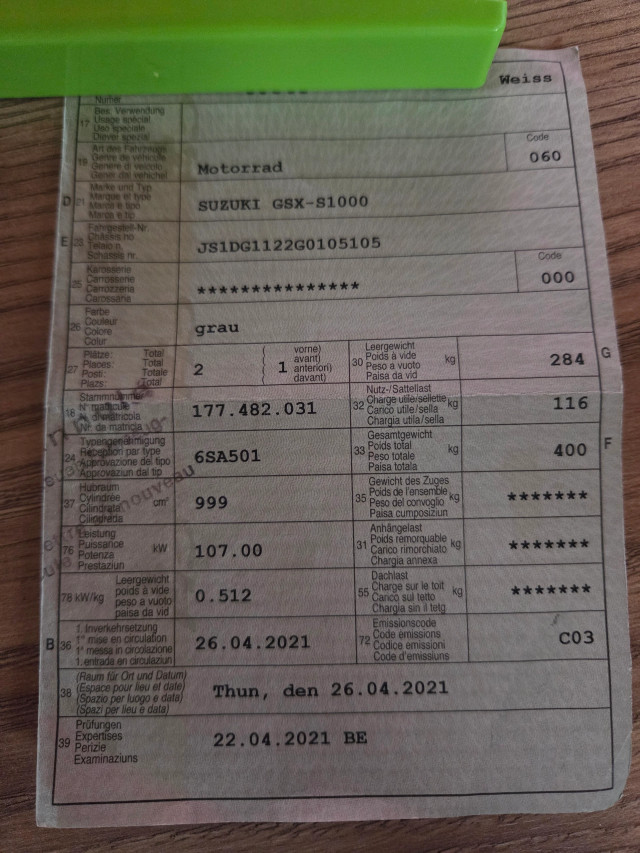 Weiss
17 Bes. Verwendung
Usage spécial
Uso speciale
Diever spezial
19 Art des Fahrzeugs
Genre de véhicule
Genere di veicolo
Gener dal vehichel
Motorrad
Code
060
D 21 Marke und Typ
Marque et type
Marca e tipo
Marca e tip
SUZUKI GSX-S1000
E 23 Fahrgestell-Nr.
Châssis no
Telaio n.
Schassis nr.
JS1DG1122G0105105
25 Karosserie
Carrosserie
Carrozzeria
Carossaria
***************
Code
000
26 Farbe
Couleur
Colore
Colur
grau
27 Plätze: Total
Places: Total
Posti: Totale
Plazs: Total
2
( vorne)
( avant)
( anteriori)
( davant)
1
30 Leergewicht
Poids à vide
Peso a vuoto
Paisa da vid
kg
284
G
18 Stammnummer
N° matricule
N. di matricola
Nr. da matricla
177.482.031
32 Nutz-/Sattellast
Charge utile/sellette
Carico utile/sella
Chargia utila/sella
kg
116
24 Typengenehmigung
Réception par type
Approvazione del tipo
Approvaziun dal tip
6SA501
33 Gesamtgewicht
Poids total
Peso totale
Paisa totala
kg
400
F
37 Hubraum
Cylindrée
Cilindrata
Cilindrada
cm³
999
35 Gewicht des Zuges
Poids de l'ensemble
Peso del convoglio
Paisa cumposiziun
kg
*******
76 Leistung
Puissance
Potenza
Prestaziun
kW
107.00
31 Anhängelast
Poids remorquable
Carico rimorchiato
Chargia annexa
kg
*******
78 kW/kg
Leergewicht
poids à vide
peso a vuoto
paisa da vid
0.512
55 Dachlast
Charge sur le toit
Carico sul tetto
Chargia sin il tetg
kg
*******
B 36 1. Inverkehrsetzung
1re mise en circulation
1a messa in circolazione
1. entrada en circulaziun
26.04.2021
72 Emissionscode
Code émissions
Codice emissioni
Code d'emissiuns
C03
38 (Raum für Ort und Datum)
(Espace pour lieu et date)
(Spazio per luogo e data)
(Spazi per lieu e data)
Thun, den 26.04.2021
39 Prüfungen
Expertises
Perizie
Examinaziuns
22.04.2021 BE
nouveau